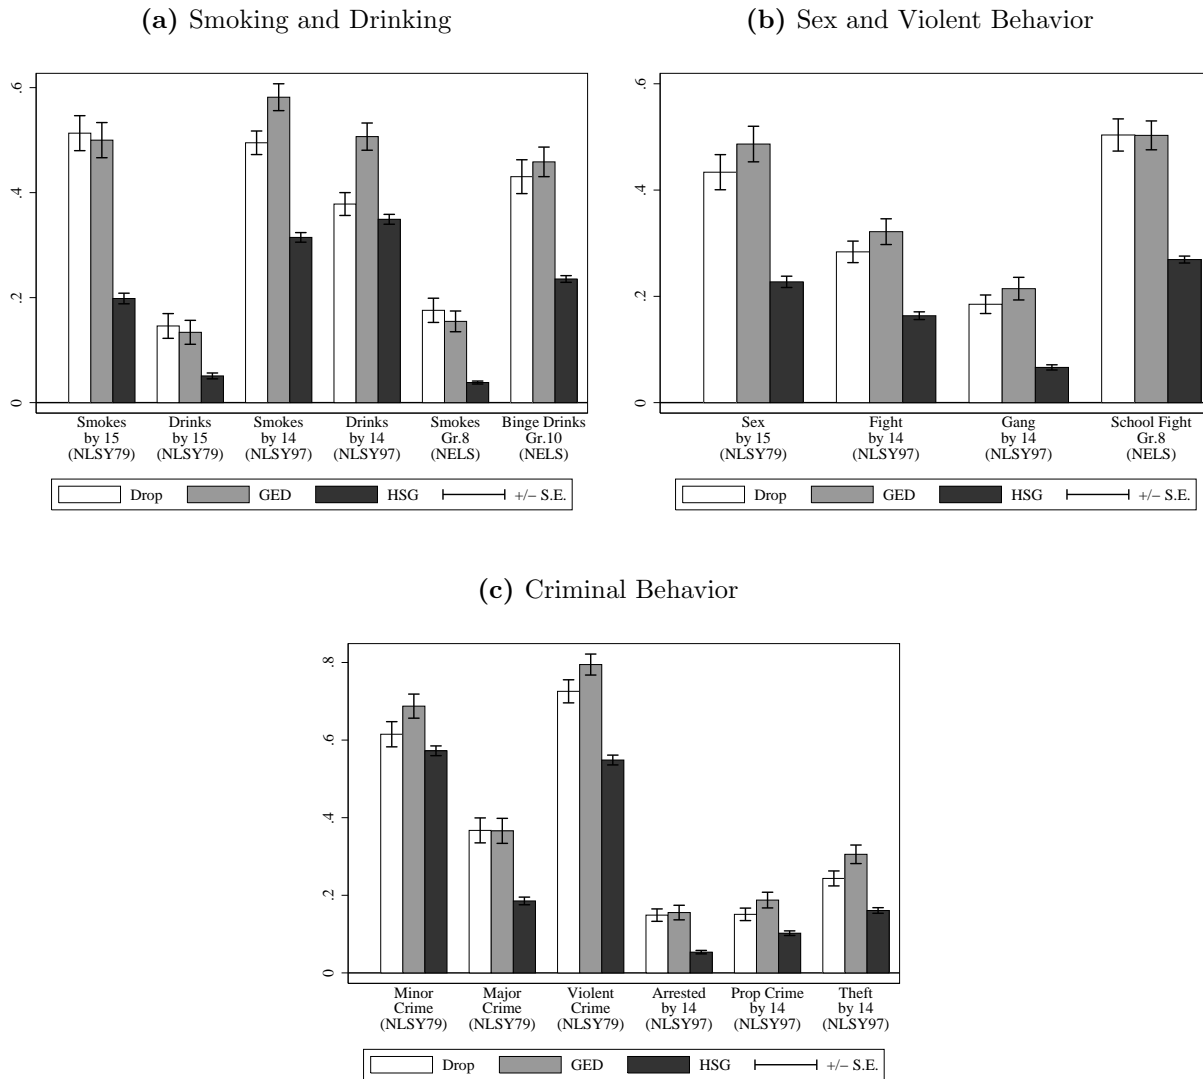 (a) Smoking and Drinking
.6
.4
.2
0
Smokes by 15 (NLSY79)
Drinks by 15 (NLSY79)
Smokes by 14 (NLSY97)
Drinks by 14 (NLSY97)
Smokes Gr.8 (NELS)
Binge Drinks Gr.10 (NELS)
Drop GED HSG +/− S.E.
(b) Sex and Violent Behavior
.6
.4
.2
0
Sex by 15 (NLSY79)
Fight by 14 (NLSY97)
Gang by 14 (NLSY97)
School Fight Gr.8 (NELS)
Drop GED HSG +/− S.E.
(c) Criminal Behavior
.8
.6
.4
.2
0
Minor Crime (NLSY79)
Major Crime (NLSY79)
Violent Crime (NLSY79)
Arrested by 14 (NLSY97)
Prop Crime by 14 (NLSY97)
Theft by 14 (NLSY97)
Drop GED HSG +/− S.E.